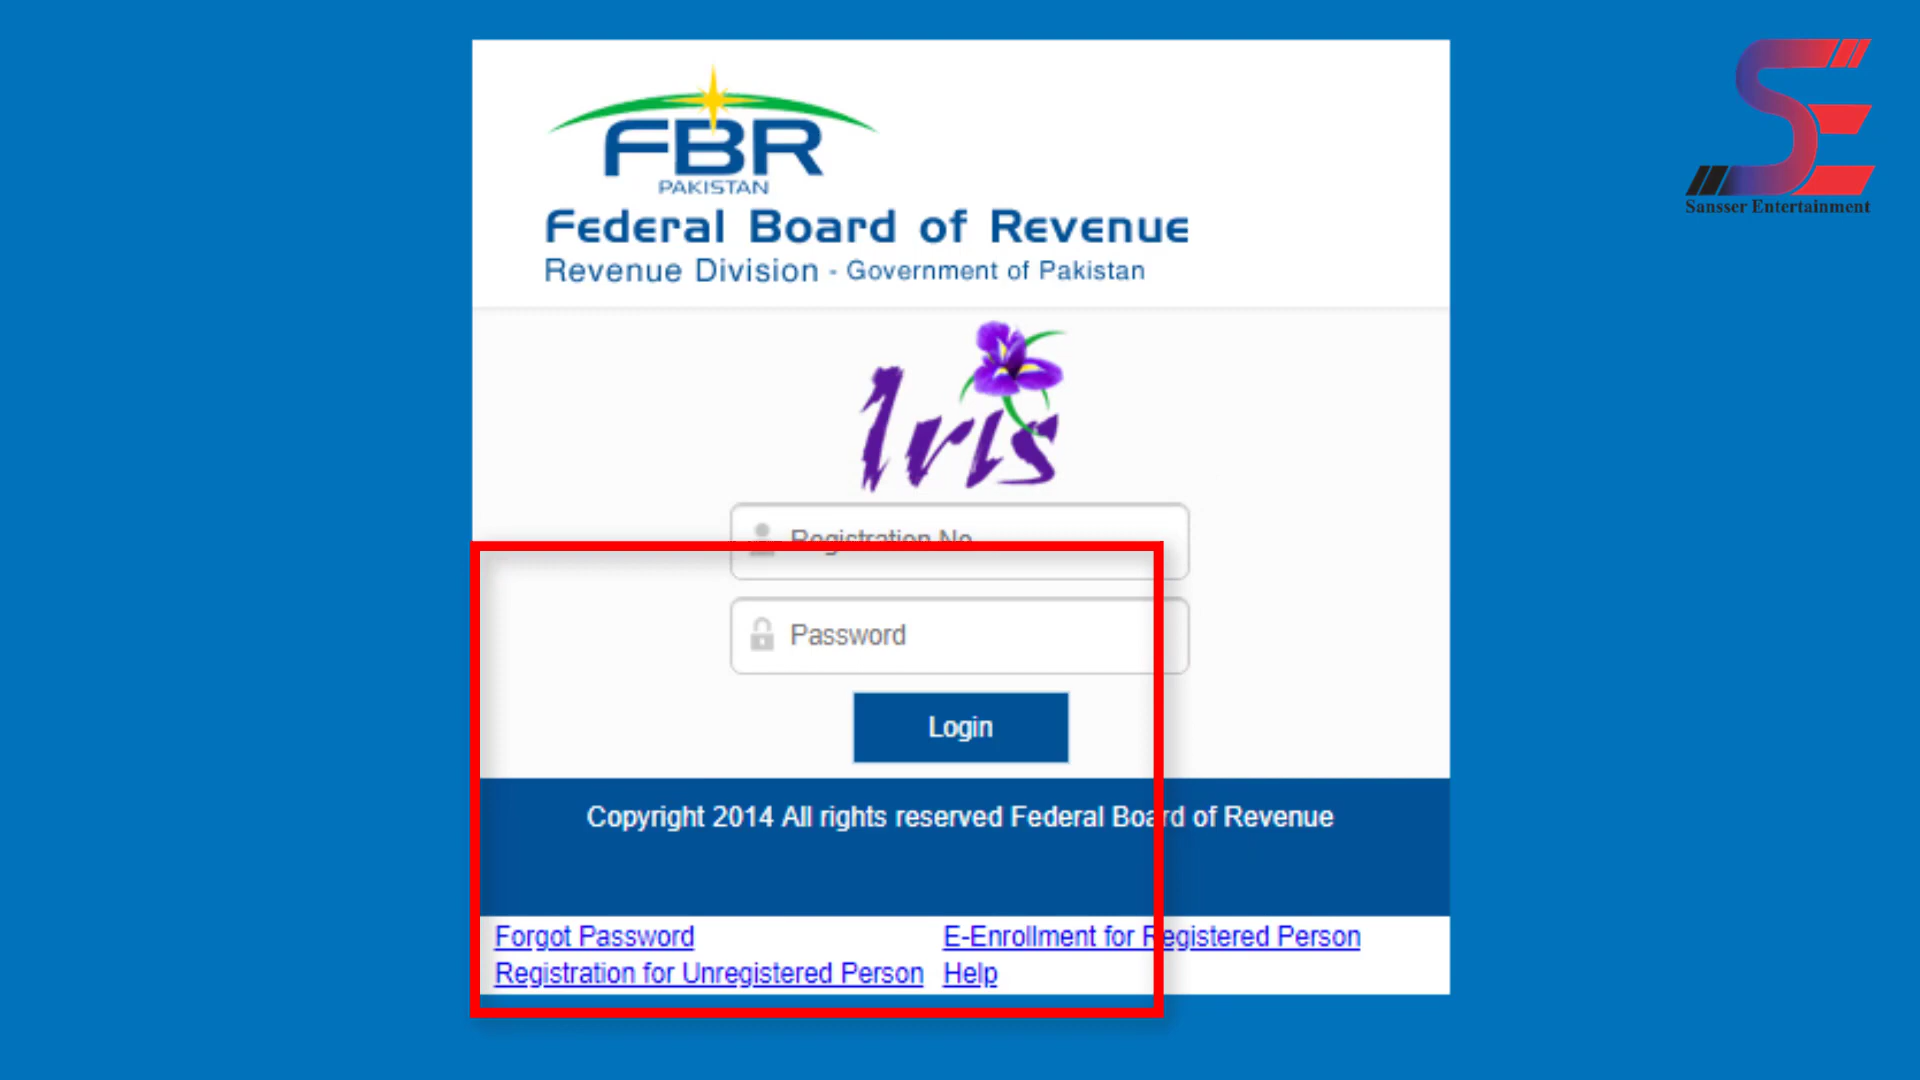 FBR
PAKISTAN
Federal Board of Revenue
Revenue Division - Government of Pakistan
SE
Sansser Entertainment
Iris
Registration No
Password
Login
Copyright 2014 All rights reserved Federal Board of Revenue
Forgot Password E-Enrollment for Registered Person
Registration for Unregistered Person Help